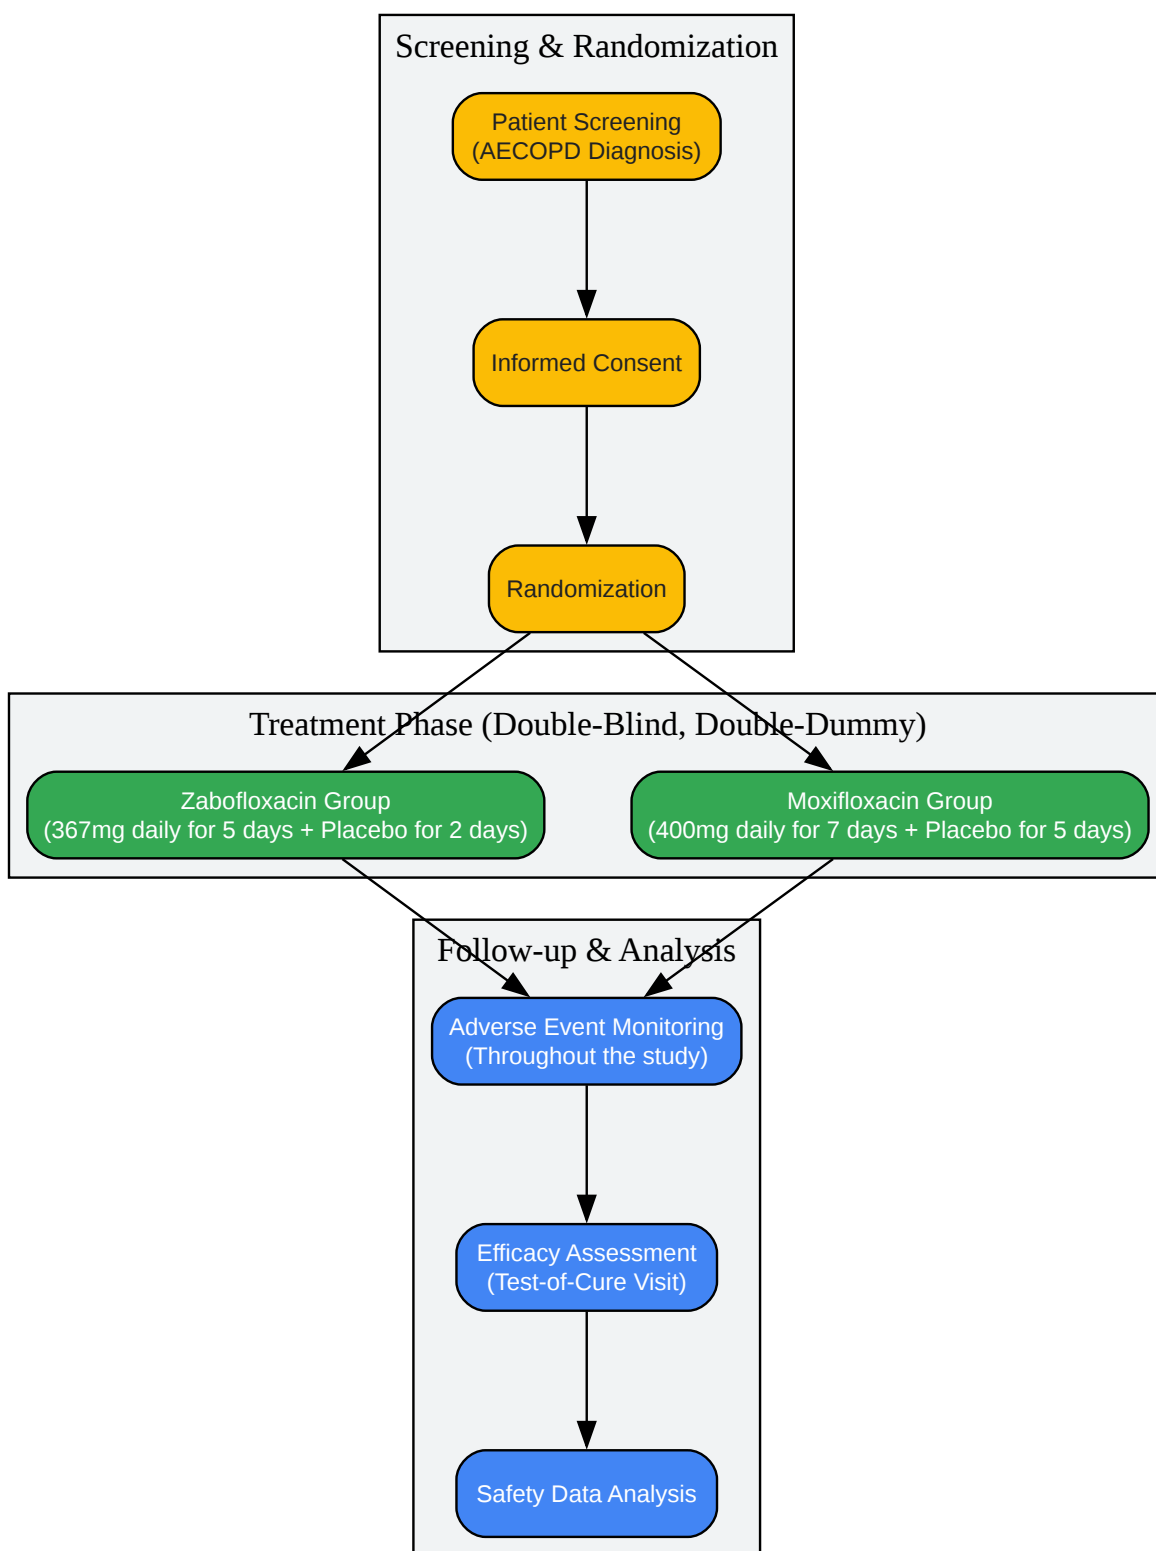 Screening & Randomization
Patient Screening
(AECOPD Diagnosis)
Informed Consent
Randomization
Treatment Phase (Double-Blind, Double-Dummy)
Zabofloxacin Group
(367mg daily for 5 days + Placebo for 2 days)
Moxifloxacin Group
(400mg daily for 7 days + Placebo for 5 days)
Follow-up & Analysis
Adverse Event Monitoring
(Throughout the study)
Efficacy Assessment
(Test-of-Cure Visit)
Safety Data Analysis